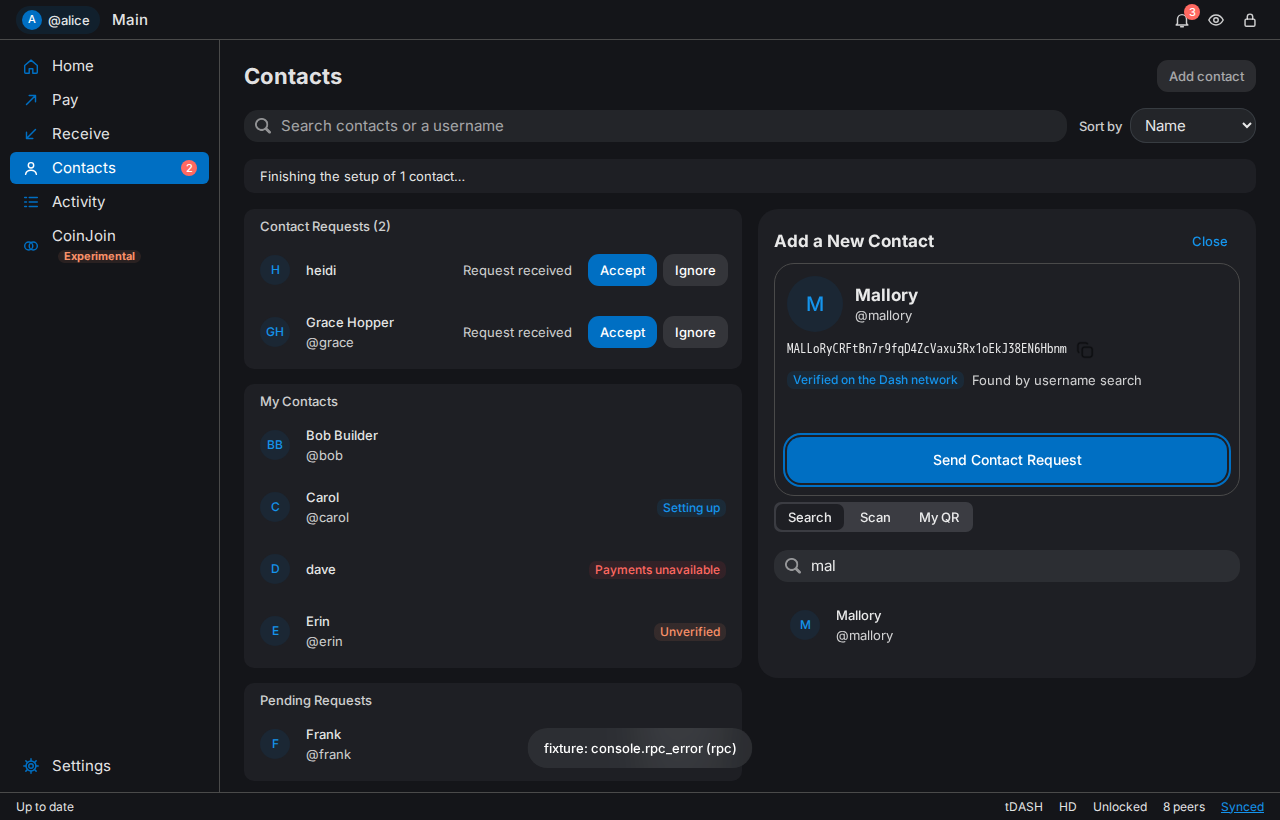 A @alice Main 3
Home
Pay
Receive
Contacts 2
Activity
CoinJoin
Experimental
Settings
Contacts
Add contact
Search contacts or a username
Sort by Name
Finishing the setup of 1 contact...
Contact Requests (2)
H heidi Request received Accept Ignore
GH Grace Hopper
@grace
Request received Accept Ignore
My Contacts
BB Bob Builder
@bob
C Carol
@carol
Setting up
D dave Payments unavailable
E Erin
@erin
Unverified
Pending Requests
F Frank
@frank
Add a New Contact Close
M Mallory
@mallory
MALLoRyCRFtBn7r9fqD4ZcVaxu3Rx1oEkJ38EN6Hbnm
Verified on the Dash network Found by username search
Send Contact Request
Search Scan My QR
mal
M Mallory
@mallory
fixture: console.rpc_error (rpc)
Up to date tDASH HD Unlocked 8 peers Synced